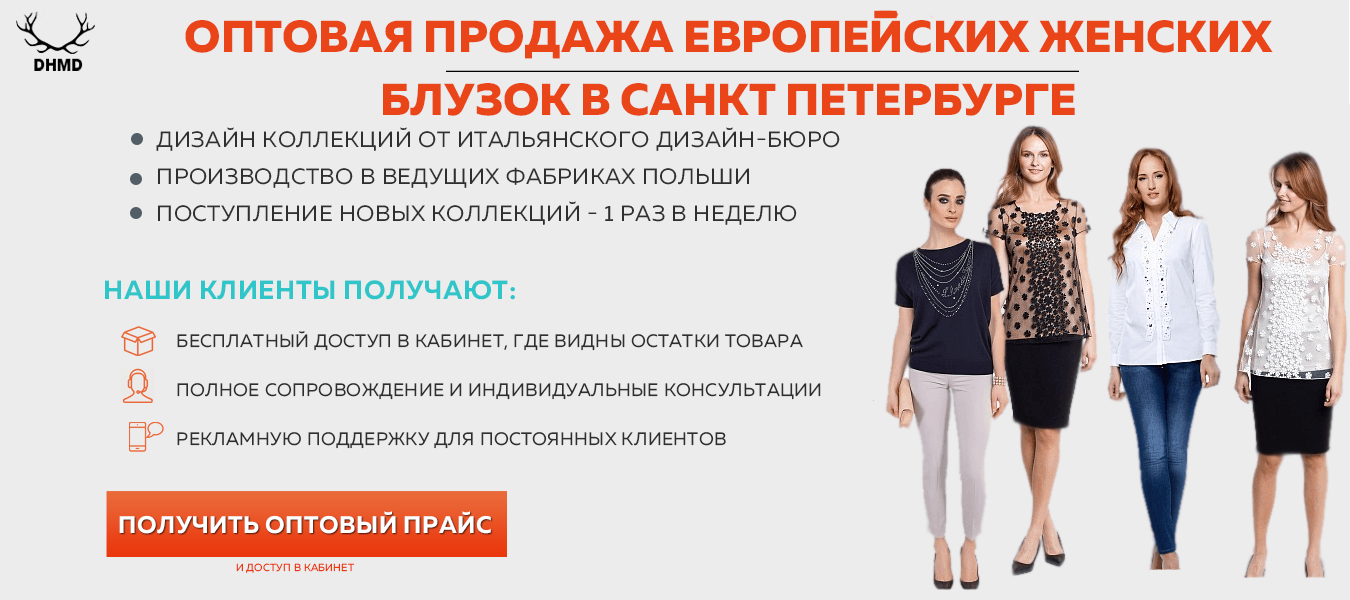 DHMD
ОПТОВАЯ ПРОДАЖА ЕВРОПЕЙСКИХ ЖЕНСКИХ
БЛУЗОК В САНКТ ПЕТЕРБУРГЕ
ДИЗАЙН КОЛЛЕКЦИЙ ОТ ИТАЛЬЯНСКОГО ДИЗАЙН-БЮРО
ПРОИЗВОДСТВО В ВЕДУЩИХ ФАБРИКАХ ПОЛЬШИ
ПОСТУПЛЕНИЕ НОВЫХ КОЛЛЕКЦИЙ - 1 РАЗ В НЕДЕЛЮ
НАШИ КЛИЕНТЫ ПОЛУЧАЮТ:
БЕСПЛАТНЫЙ ДОСТУП В КАБИНЕТ, ГДЕ ВИДНЫ ОСТАТКИ ТОВАРА
ПОЛНОЕ СОПРОВОЖДЕНИЕ И ИНДИВИДУАЛЬНЫЕ КОНСУЛЬТАЦИИ
РЕКЛАМНУЮ ПОДДЕРЖКУ ДЛЯ ПОСТОЯННЫХ КЛИЕНТОВ
ПОЛУЧИТЬ ОПТОВЫЙ ПРАЙС
И ДОСТУП В КАБИНЕТ